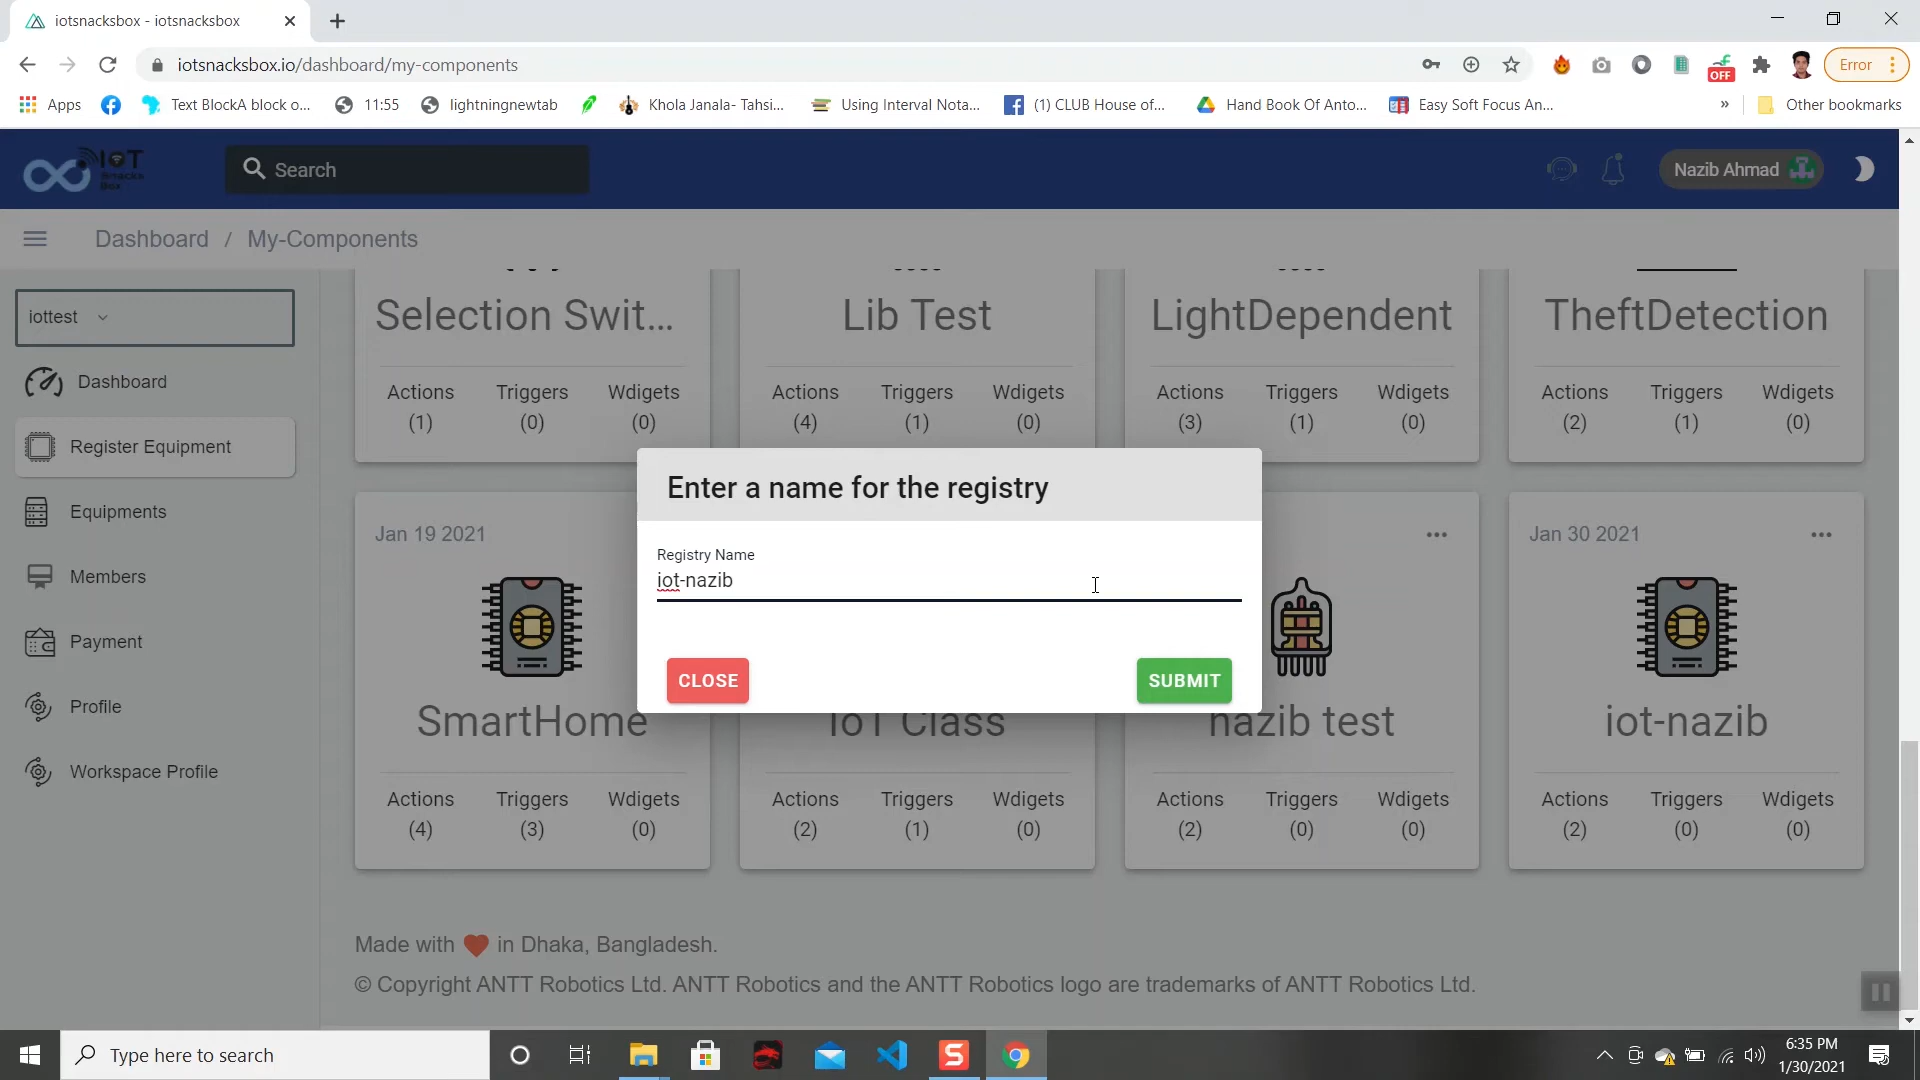 iotsnacksbox - iotsnacksbox
iotsnacksbox.io/dashboard/my-components
OFF
Error
Apps
Text BlockA block o...
11:55
lightningnewtab
Khola Janala- Tahsi...
Using Interval Nota...
(1) CLUB House of...
Hand Book Of Anto...
Easy Soft Focus An...
»
Other bookmarks
IoT
Smacks
Box
Search
Nazib Ahmad
Dashboard / My-Components
iottest
Dashboard
Register Equipment
Equipments
Members
Payment
Profile
Workspace Profile
Selection Swit...
Lib Test
LightDependent
TheftDetection
Actions Triggers Wdigets
(1) (0) (0)
Actions Triggers Wdigets
(4) (1) (0)
Actions Triggers Wdigets
(3) (1) (0)
Actions Triggers Wdigets
(2) (1) (0)
Enter a name for the registry
Registry Name
iot-nazib
CLOSE
SUBMIT
Jan 19 2021
SmartHome
Actions Triggers Wdigets
(4) (3) (0)
IoT Class
Actions Triggers Wdigets
(2) (1) (0)
nazib test
Actions Triggers Wdigets
(2) (0) (0)
Jan 30 2021
iot-nazib
Actions Triggers Wdigets
(2) (0) (0)
Made with ❤ in Dhaka, Bangladesh.
© Copyright ANTT Robotics Ltd. ANTT Robotics and the ANTT Robotics logo are trademarks of ANTT Robotics Ltd.
Type here to search
6:35 PM
1/30/2021